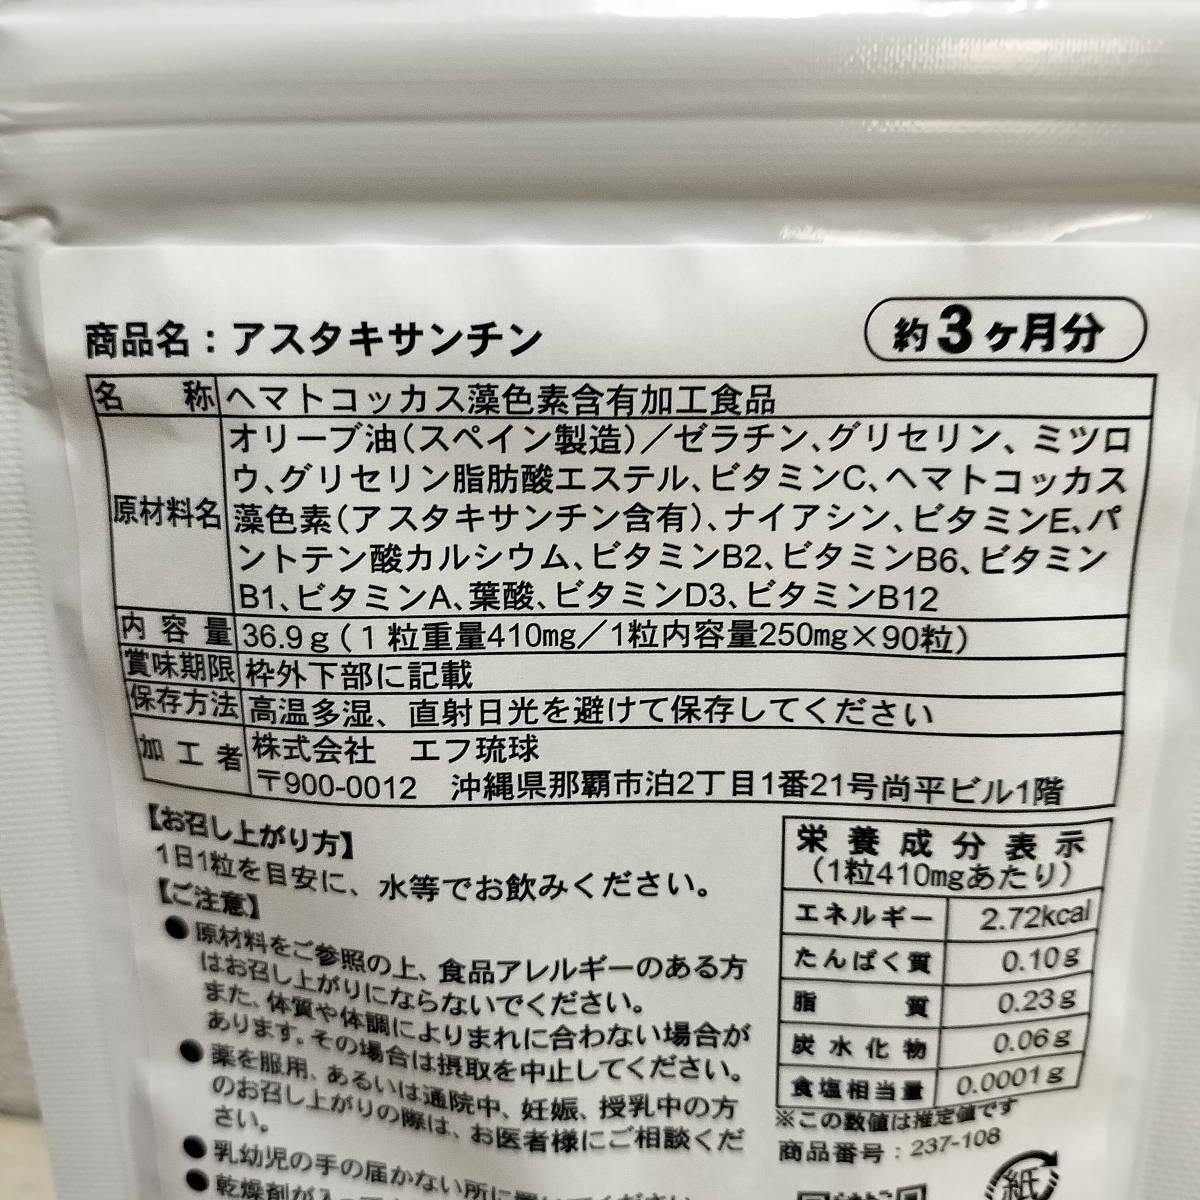 商品名：アスタキサンチン
約3ヶ月分
名称 ヘマトコッカス藻色素含有加工食品
原材料名 オリーブ油（スペイン製造）／ゼラチン、グリセリン、ミツロ
ウ、グリセリン脂肪酸エステル、ビタミンC、ヘマトコッカス
藻色素（アスタキサンチン含有）、ナイアシン、ビタミンE、パ
ントテン酸カルシウム、ビタミンB2、ビタミンB6、ビタミン
B1、ビタミンA、葉酸、ビタミンD3、ビタミンB12
内容量 36.9g（1粒重量410mg／1粒内容量250mg×90粒）
賞味期限 枠外下部に記載
保存方法 高温多湿、直射日光を避けて保存してください
加工者 株式会社 エフ琉球
〒900-0012 沖縄県那覇市泊2丁目1番21号尚平ビル1階
【お召し上がり方】
1日1粒を目安に、水等でお飲みください。
【ご注意】
●原材料をご参照の上、食品アレルギーのある方
はお召し上がりにならないでください。
また、体質や体調によりまれに合わない場合が
あります。その場合は摂取を中止してください。
●薬を服用、あるいは通院中、妊娠、授乳中の方
のお召し上がりの際は、お医者様にご相談くだ
さい。
●乳幼児の手の届かない所に置いてください。
●乾燥剤が入って
栄養成分表示
（1粒410mgあたり）
エネルギー 2.72kcal
たんぱく質 0.10g
脂質 0.23g
炭水化物 0.06g
食塩相当量 0.0001g
※この数値は推定値です
商品番号：237-108
紙